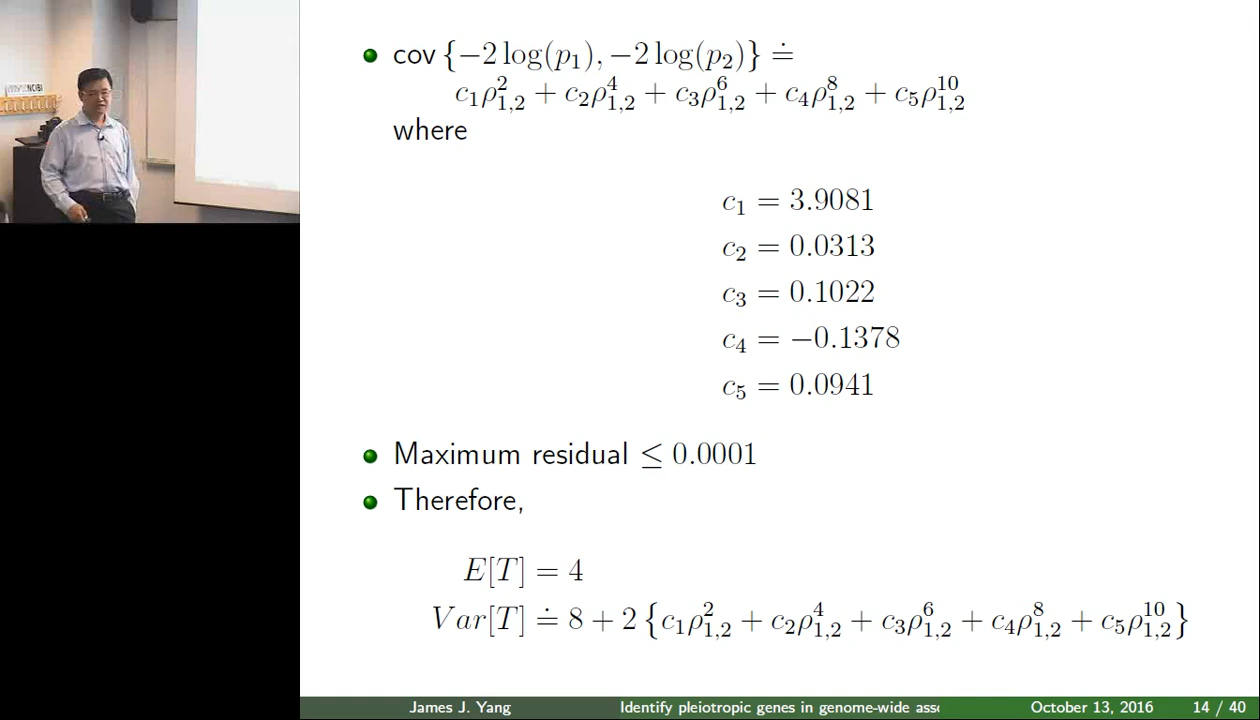 cov {−2 log(p₁), −2 log(p₂)} ≐
c₁ρ²₁,₂ + c₂ρ⁴₁,₂ + c₃ρ⁶₁,₂ + c₄ρ⁸₁,₂ + c₅ρ¹⁰₁,₂
where
c₁ = 3.9081
c₂ = 0.0313
c₃ = 0.1022
c₄ = −0.1378
c₅ = 0.0941
Maximum residual ≤ 0.0001
Therefore,
E[T] = 4
Var[T] ≐ 8 + 2 {c₁ρ²₁,₂ + c₂ρ⁴₁,₂ + c₃ρ⁶₁,₂ + c₄ρ⁸₁,₂ + c₅ρ¹⁰₁,₂}
James J. Yang Identify pleiotropic genes in genome-wide asso October 13, 2016 14 / 40